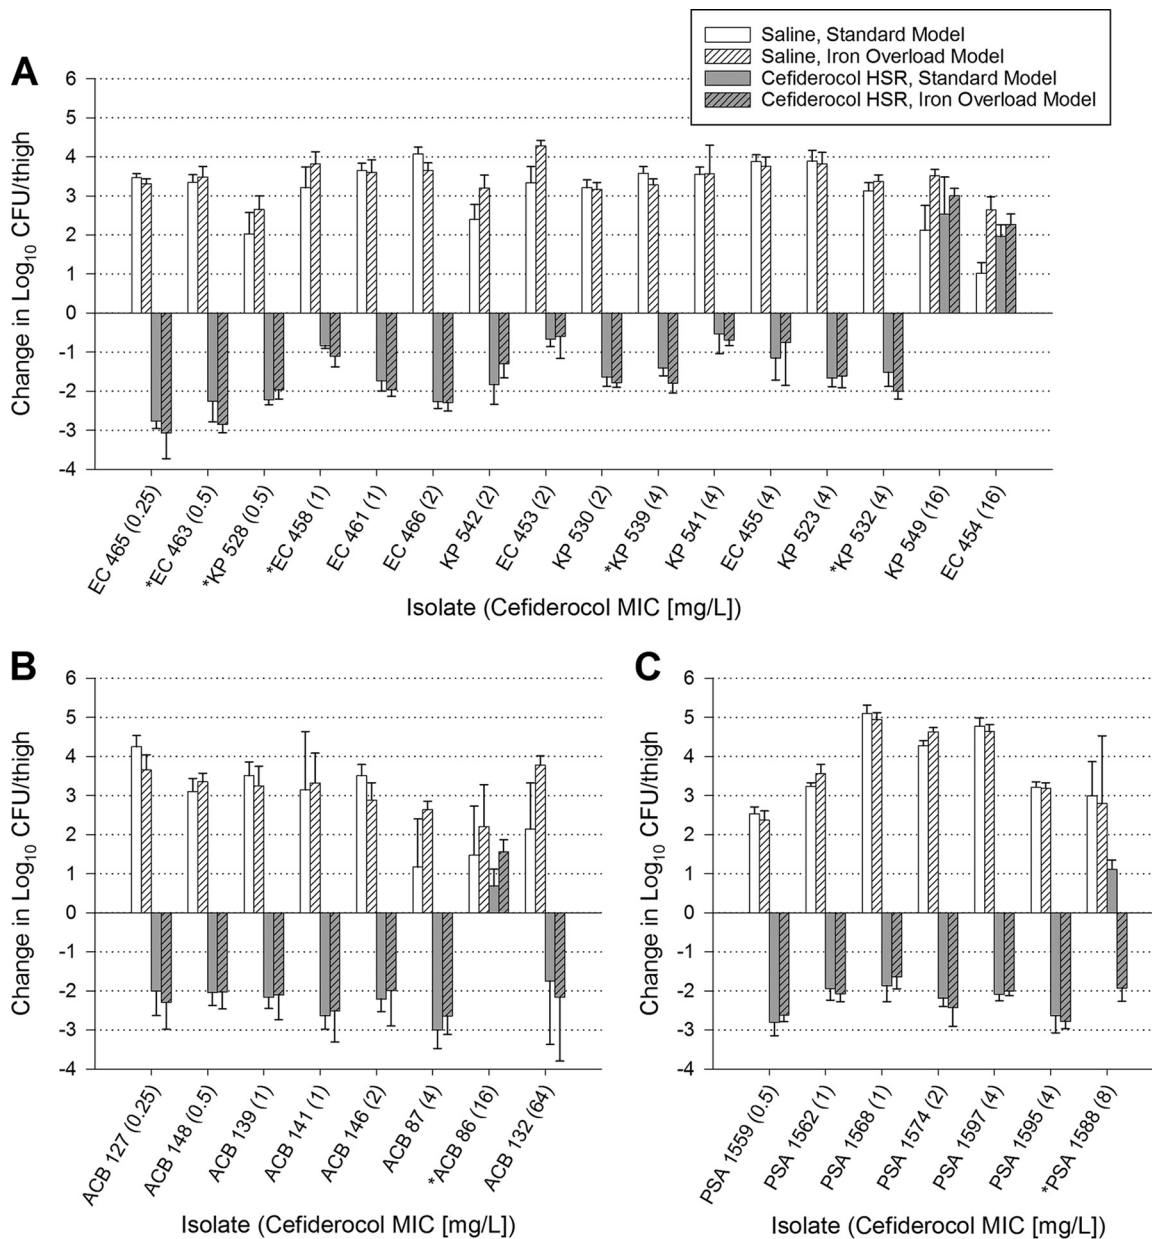 Saline, Standard Model
Saline, Iron Overload Model
Cefiderocol HSR, Standard Model
Cefiderocol HSR, Iron Overload Model
A
6
5
4
3
2
1
0
-1
-2
-3
-4
Change in Log10 CFU/thigh
EC 465 (0.25)
*EC 463 (0.5)
*KP 528 (0.5)
*EC 458 (1)
EC 461 (1)
EC 466 (2)
KP 542 (2)
EC 453 (2)
KP 530 (2)
*KP 539 (4)
KP 541 (4)
EC 455 (4)
KP 523 (4)
*KP 532 (4)
KP 549 (16)
EC 454 (16)
Isolate (Cefiderocol MIC [mg/L])
B
6
5
4
3
2
1
0
-1
-2
-3
-4
Change in Log10 CFU/thigh
ACB 127 (0.25)
ACB 148 (0.5)
ACB 139 (1)
ACB 141 (1)
ACB 146 (2)
ACB 87 (4)
*ACB 86 (16)
ACB 132 (64)
Isolate (Cefiderocol MIC [mg/L])
C
6
5
4
3
2
1
0
-1
-2
-3
-4
Change in Log10 CFU/thigh
PSA 1559 (0.5)
PSA 1562 (1)
PSA 1568 (1)
PSA 1574 (2)
PSA 1597 (4)
PSA 1595 (4)
*PSA 1588 (8)
Isolate (Cefiderocol MIC [mg/L])